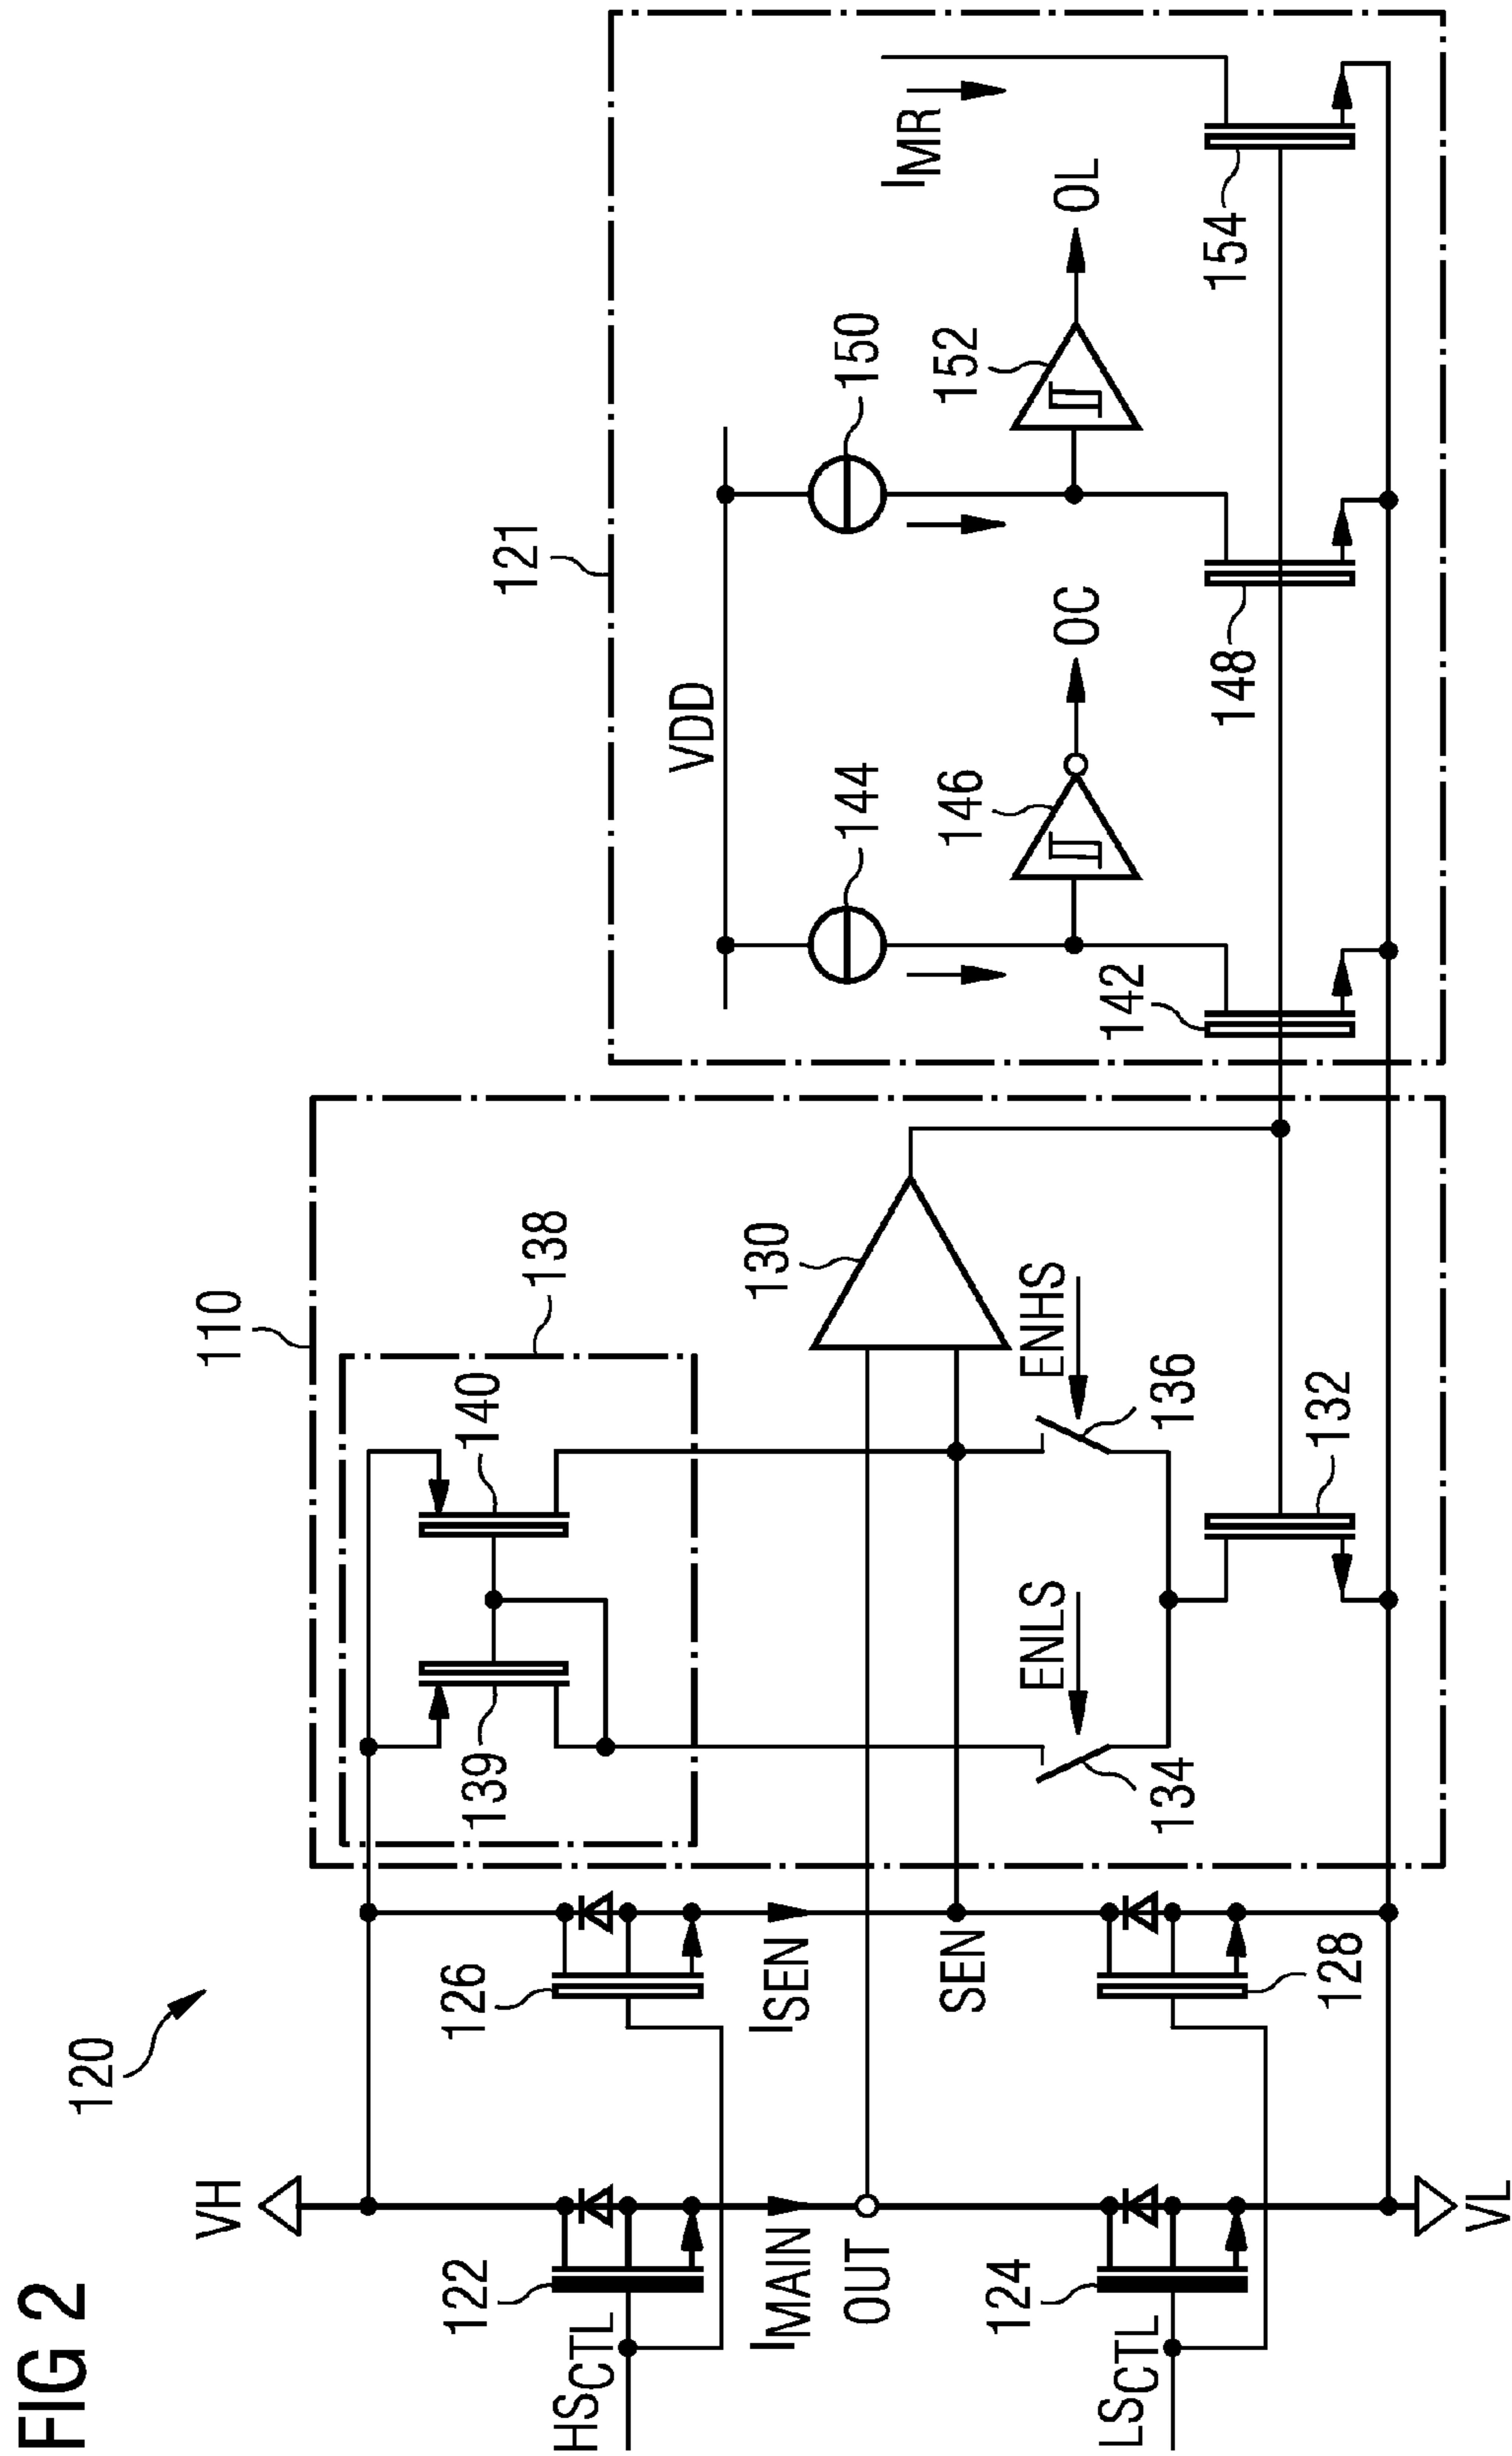 FIG 2
120
VH
HSCTL
122
IMAIN
OUT
LSCTL
124
VL
126
ISEN
SEN
128
110
138
139
140
130
ENLS
ENHS
134
136
132
121
VDD
144
150
146
152
OC
OL
IMR
142
148
154